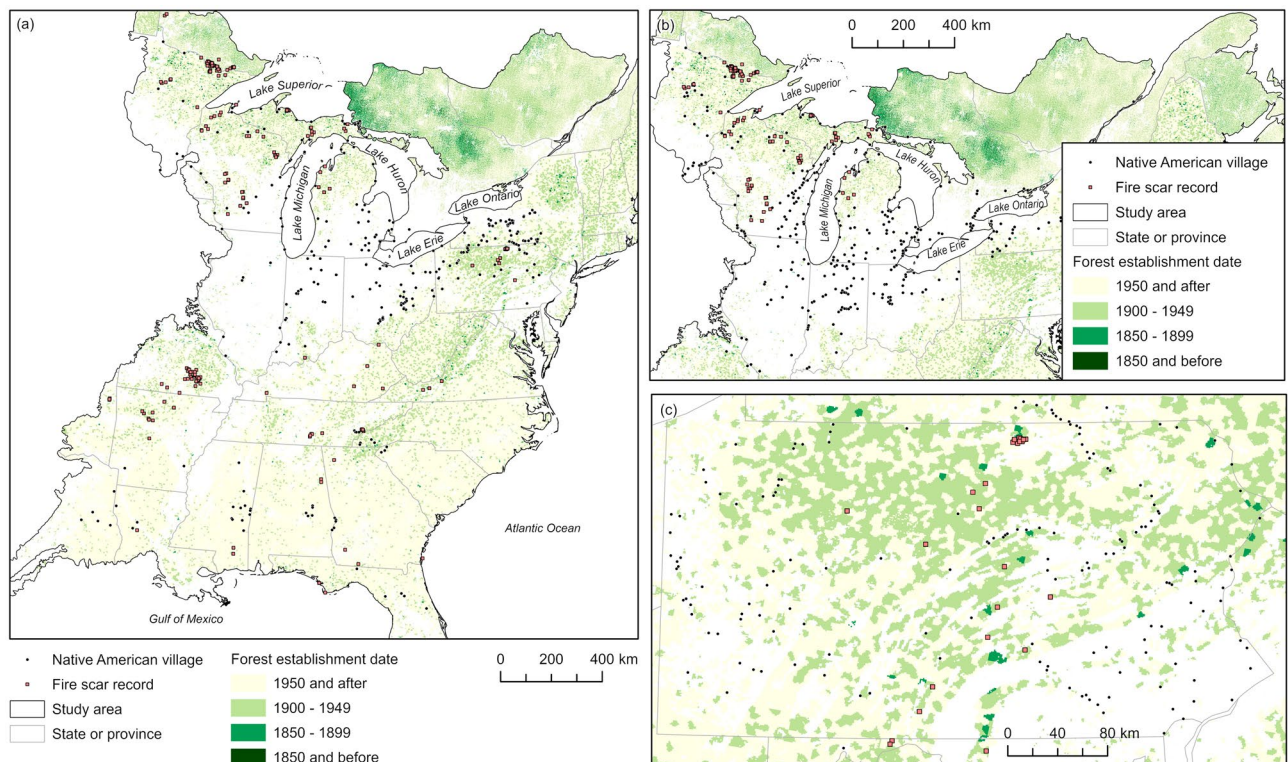 (a)
Lake Superior
Lake Michigan
Lake Huron
Lake Ontario
Lake Erie
Atlantic Ocean
Gulf of Mexico
Native American village
Fire scar record
Study area
State or province
Forest establishment date
1950 and after
1900 - 1949
1850 - 1899
1850 and before
0 200 400 km
(b)
0 200 400 km
Lake Superior
Lake Michigan
Lake Huron
Lake Ontario
Lake Erie
Native American village
Fire scar record
Study area
State or province
Forest establishment date
1950 and after
1900 - 1949
1850 - 1899
1850 and before
(c)
0 40 80 km